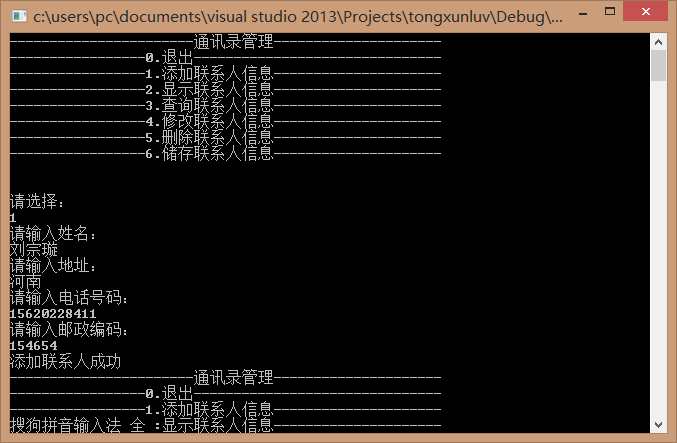 c:\users\pc\documents\visual studio 2013\Projects\tongxunluv\Debug\...
-----------------------通讯录管理---------------------
-----------------0.退出-------------------------------
-----------------1.添加联系人信息---------------------
-----------------2.显示联系人信息---------------------
-----------------3.查询联系人信息---------------------
-----------------4.修改联系人信息---------------------
-----------------5.删除联系人信息---------------------
-----------------6.储存联系人信息---------------------
请选择:
1
请输入姓名:
刘宗璇
请输入地址:
河南
请输入电话号码:
15620228411
请输入邮政编码:
154654
添加联系人成功
-----------------------通讯录管理---------------------
-----------------0.退出-------------------------------
-----------------1.添加联系人信息---------------------
搜狗拼音输入法 全 :显示联系人信息---------------------